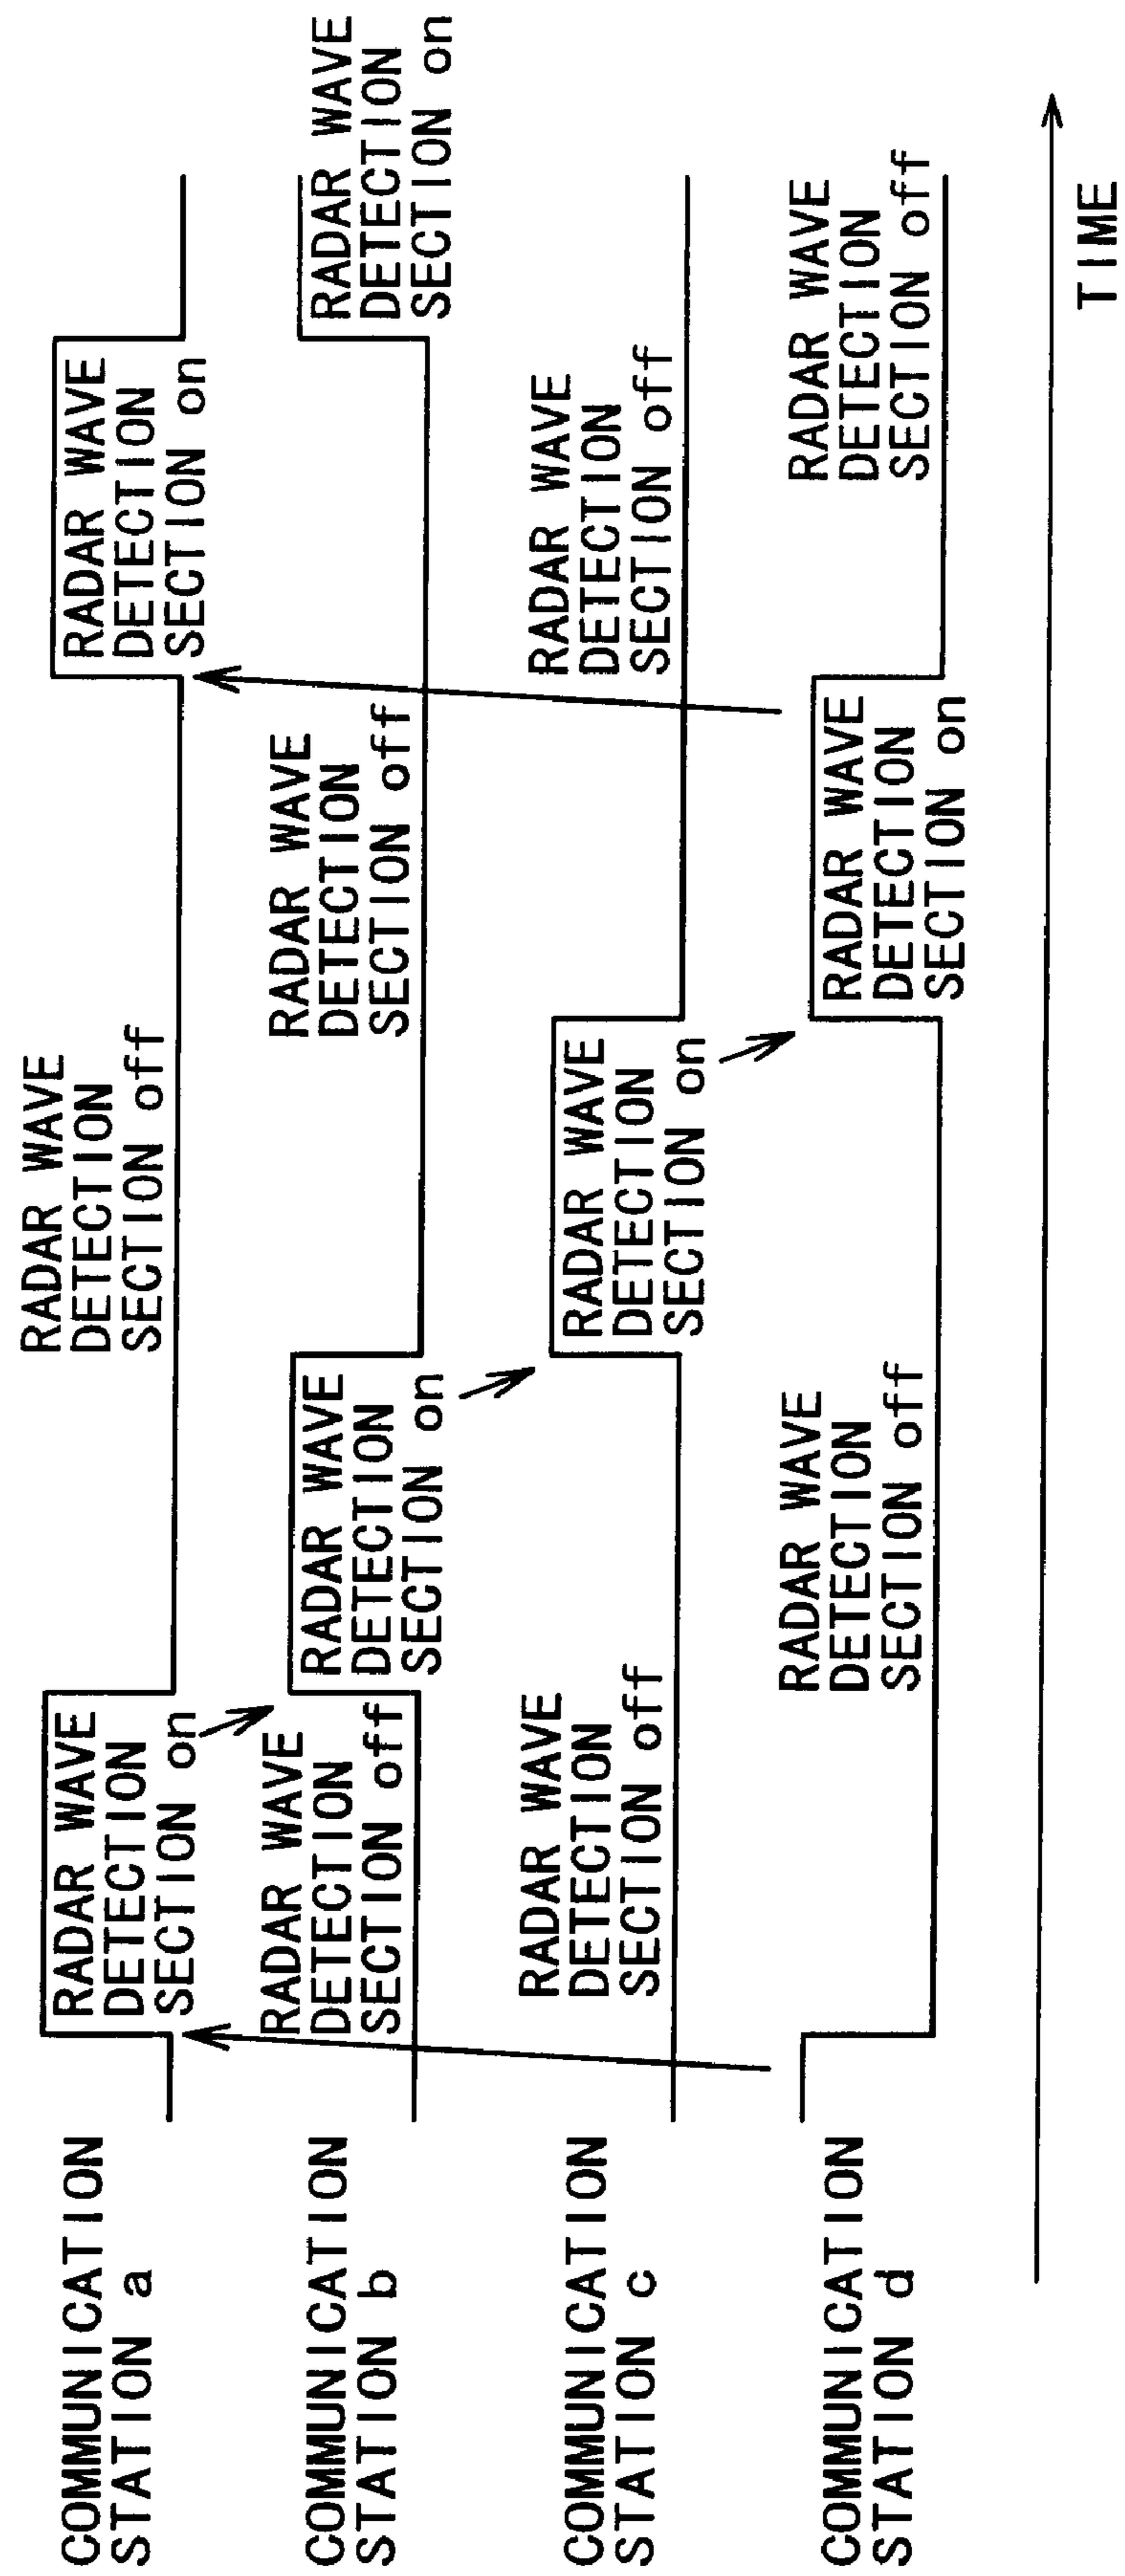 COMMUNICATION
STATION a
RADAR WAVE
DETECTION
SECTION on
RADAR WAVE
DETECTION
SECTION off
RADAR WAVE
DETECTION
SECTION on
COMMUNICATION
STATION b
RADAR WAVE
DETECTION
SECTION off
RADAR WAVE
DETECTION
SECTION on
RADAR WAVE
DETECTION
SECTION off
RADAR WAVE
DETECTION
SECTION on
COMMUNICATION
STATION c
RADAR WAVE
DETECTION
SECTION off
RADAR WAVE
DETECTION
SECTION on
RADAR WAVE
DETECTION
SECTION off
COMMUNICATION
STATION d
RADAR WAVE
DETECTION
SECTION off
RADAR WAVE
DETECTION
SECTION on
RADAR WAVE
DETECTION
SECTION off
TIME